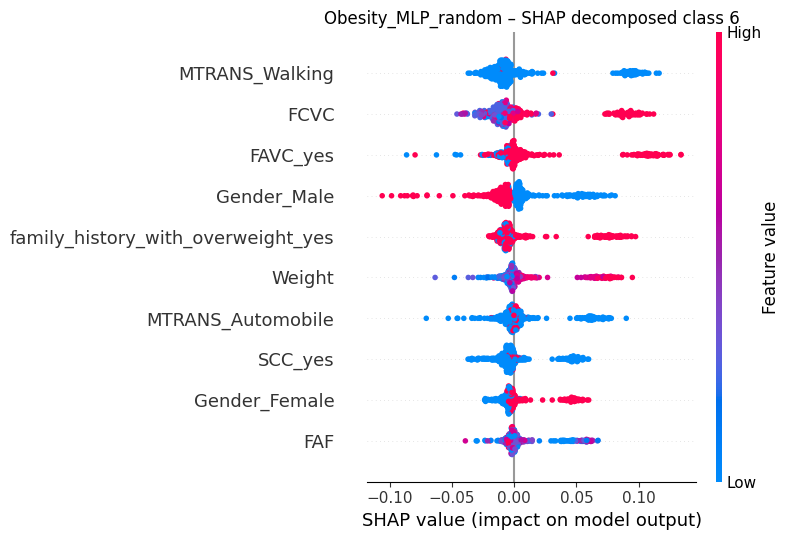 Obesity_MLP_random – SHAP decomposed class 6
High
MTRANS_Walking
FCVC
FAVC_yes
Gender_Male
family_history_with_overweight_yes
Weight
MTRANS_Automobile
SCC_yes
Gender_Female
FAF
Feature value
Low
−0.10 −0.05 0.00 0.05 0.10
SHAP value (impact on model output)